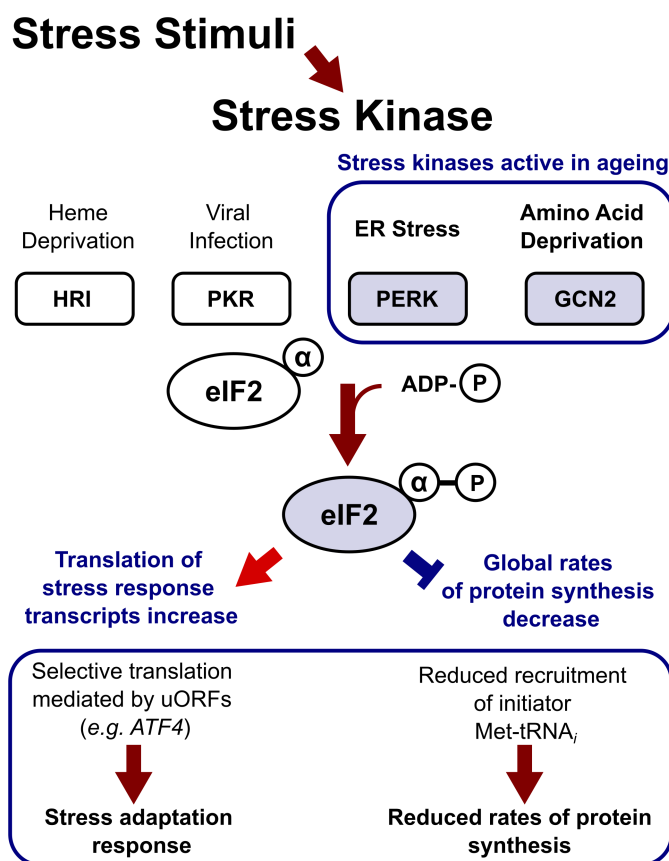 Stress Stimuli
Stress Kinase
Stress kinases active in ageing
Heme
Deprivation
Viral
Infection
ER Stress
Amino Acid
Deprivation
HRI
PKR
PERK
GCN2
eIF2
α
ADP-
P
eIF2
α
P
Translation of
stress response
transcripts increase
Global rates
of protein synthesis
decrease
Selective translation
mediated by uORFs
(e.g. ATF4)
Reduced recruitment
of initiator
Met-tRNAi
Stress adaptation
response
Reduced rates of protein
synthesis